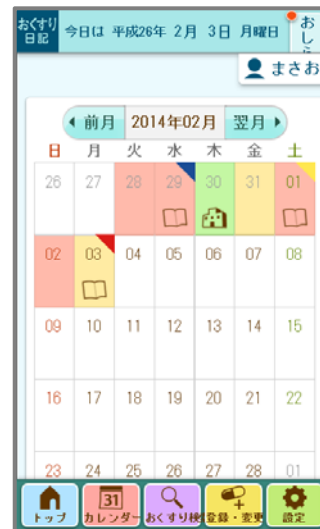 おくすり
日記
今日は 平成26年 2月 3日 月曜日
おし
まさお
前月 2014年02月 翌月
日 月 火 水 木 金 土
26 27 28 29 30 31 01
02 03 04 05 06 07 08
09 10 11 12 13 14 15
16 17 18 19 20 21 22
23 24 25 26 27 28 01
31
トップ カレンダー おくすり検 登録・変更 設定